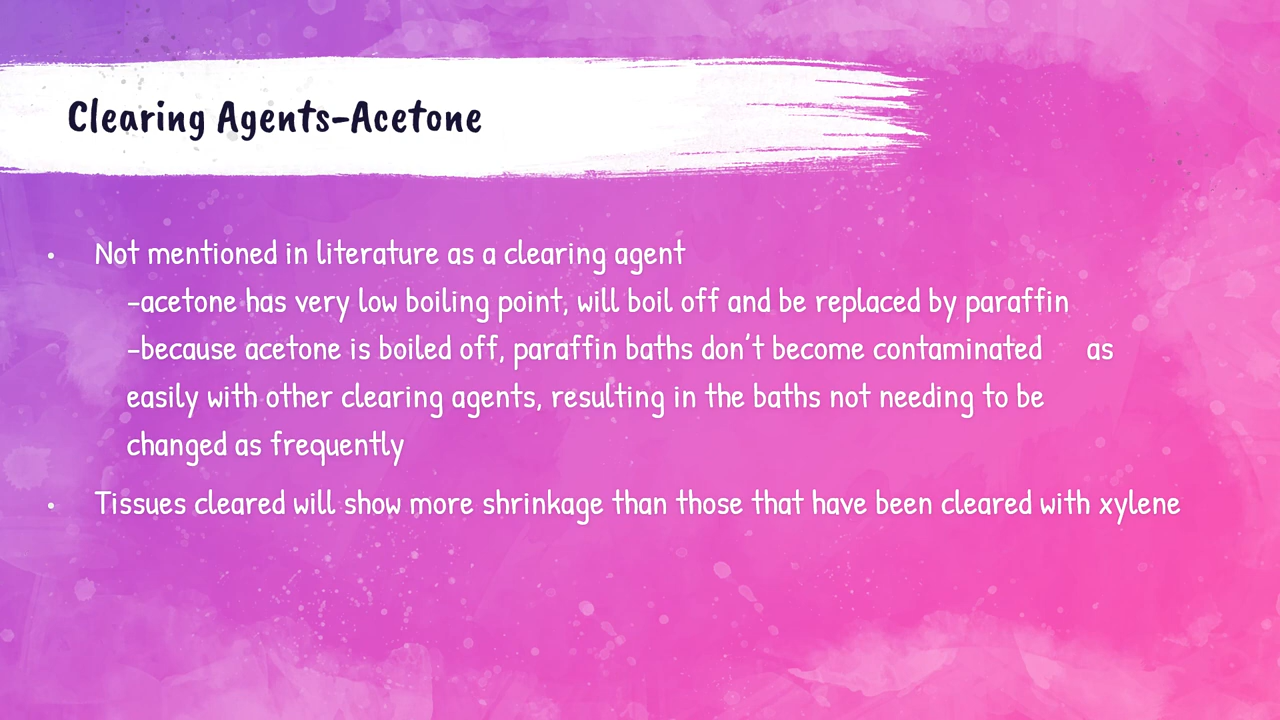 Clearing Agents-Acetone
• Not mentioned in literature as a clearing agent
-acetone has very low boiling point, will boil off and be replaced by paraffin
-because acetone is boiled off, paraffin baths don't become contaminated as
easily with other clearing agents, resulting in the baths not needing to be
changed as frequently
• Tissues cleared will show more shrinkage than those that have been cleared with xylene